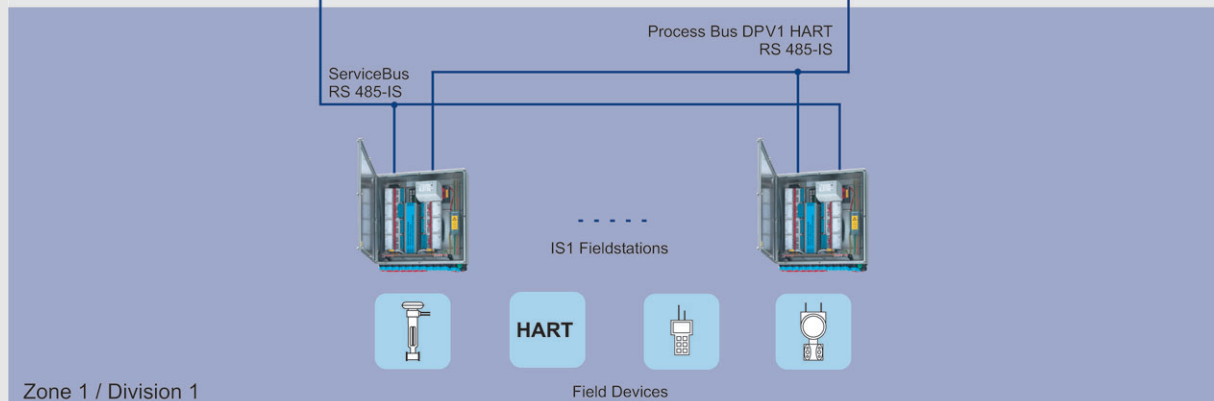 Process Bus DPV1 HART
RS 485-IS
ServiceBus
RS 485-IS
IS1 Fieldstations
HART
Zone 1 / Division 1
Field Devices